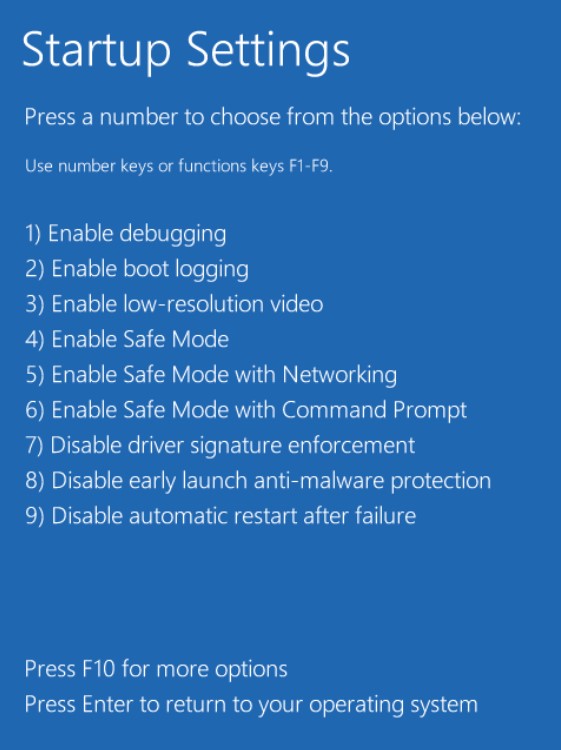 Startup Settings
Press a number to choose from the options below:
Use number keys or functions keys F1-F9.
1) Enable debugging
2) Enable boot logging
3) Enable low-resolution video
4) Enable Safe Mode
5) Enable Safe Mode with Networking
6) Enable Safe Mode with Command Prompt
7) Disable driver signature enforcement
8) Disable early launch anti-malware protection
9) Disable automatic restart after failure
Press F10 for more options
Press Enter to return to your operating system